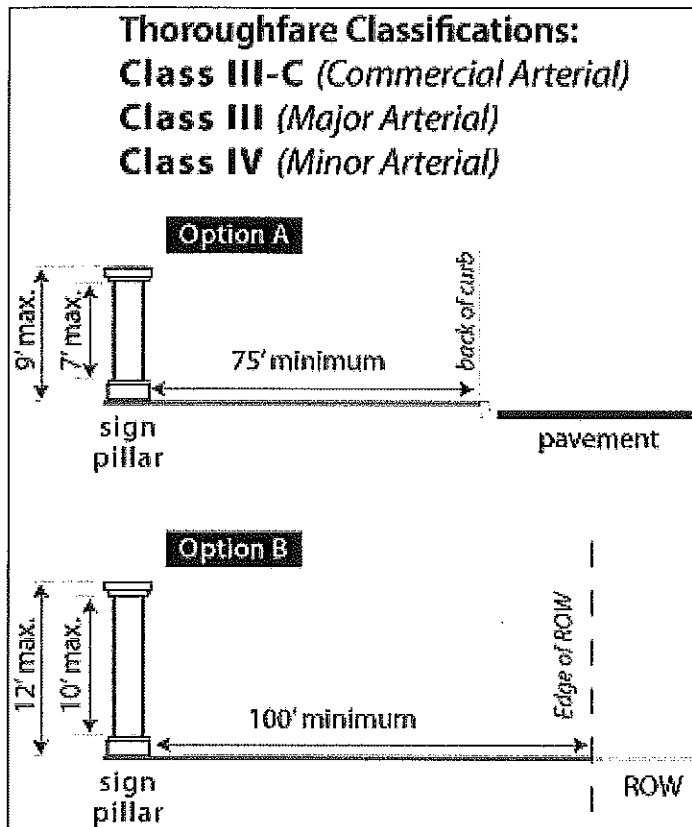 Thoroughfare Classifications:
Class III-C (Commercial Arterial)
Class III (Major Arterial)
Class IV (Minor Arterial)
Option A
9' max.
7' max.
75' minimum
back of curb
sign
pillar
pavement
Option B
12' max.
10' max.
100' minimum
Edge of ROW
sign
pillar
ROW